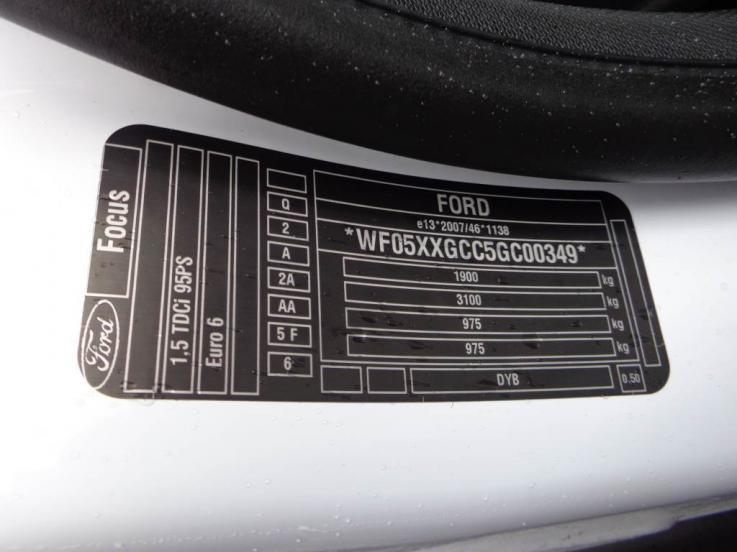 Ford
Focus
1,5 TDCi 95PS
Euro 6
Q
2
A
2A
AA
5 F
6
FORD
e13*2007/46*1138
*WF05XXGCC5GC00349*
1900 kg
3100 kg
975 kg
975 kg
DYB
0.50